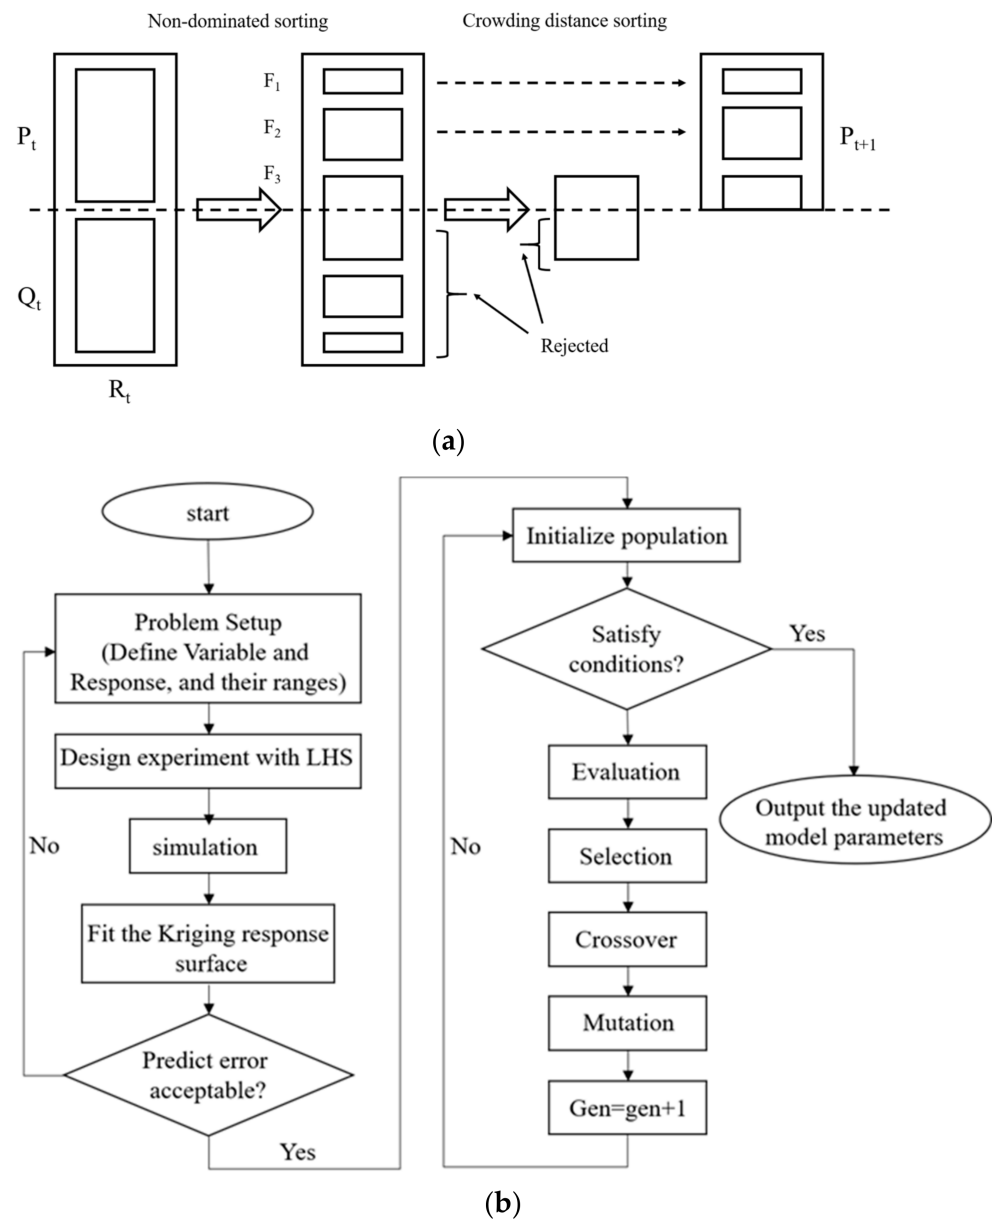 Non-dominated sorting
Crowding distance sorting
F1
F2
F3
Pt
Qt
Rt
Pt+1
Rejected
(a)
start
Problem Setup
(Define Variable and
Response, and their ranges)
Design experiment with LHS
simulation
Fit the Kriging response
surface
Predict error
acceptable?
No
Yes
Initialize population
Satisfy
conditions?
Yes
Evaluation
Selection
Crossover
Mutation
Gen=gen+1
No
Output the updated
model parameters
(b)